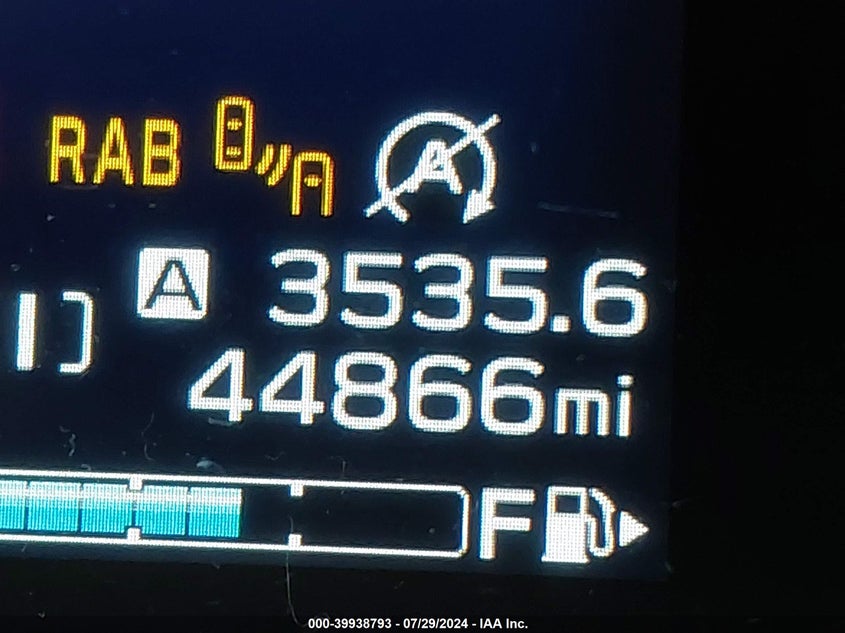 RAB
A
A 3535.6
44866mi
F
000-39938793 - 07/29/2024 - IAA Inc.